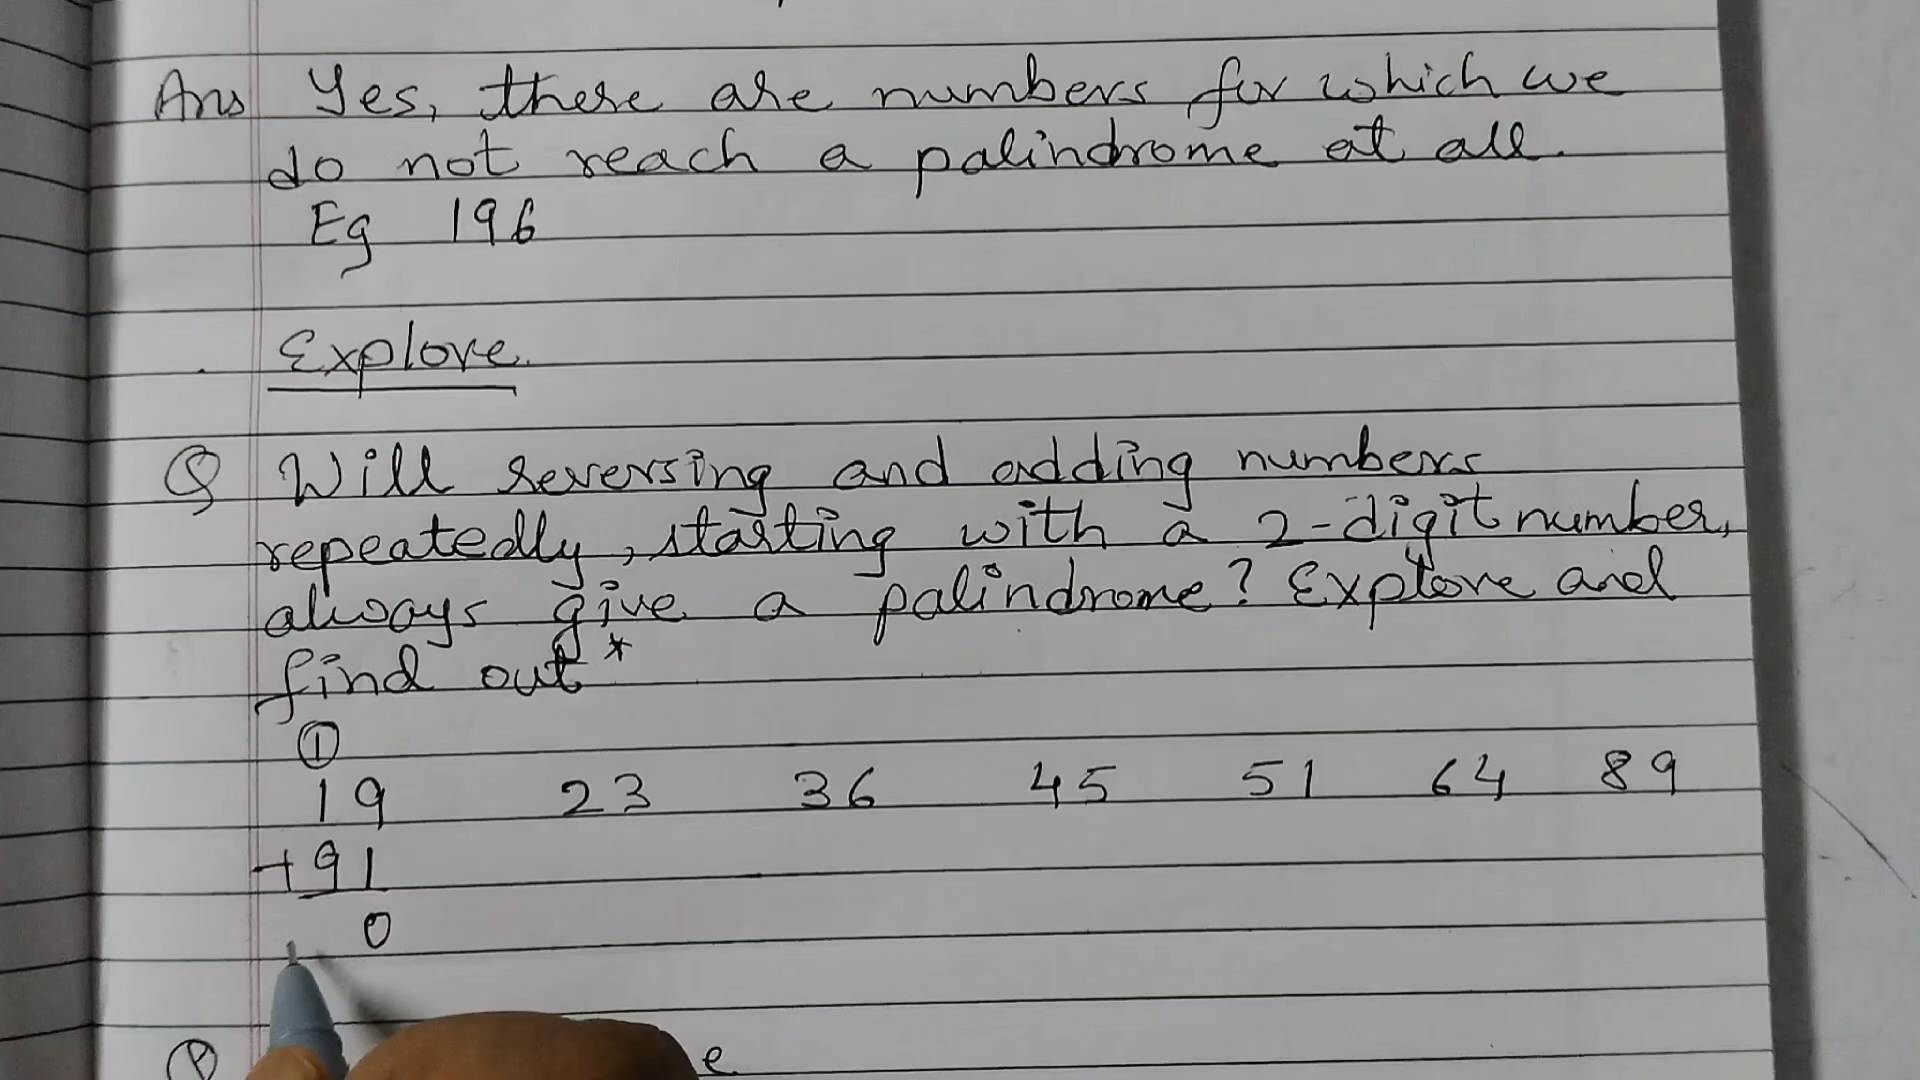 Ans Yes, there are numbers for which we
do not reach a palindrome at all.
Eg 196
Explore.
Q Will reversing and adding numbers
repeatedly, starting with a 2-digit number,
always give a palindrome? Explore and
find out *
①
19 23 36 45 51 64 89
+91
0
Ⓟ e